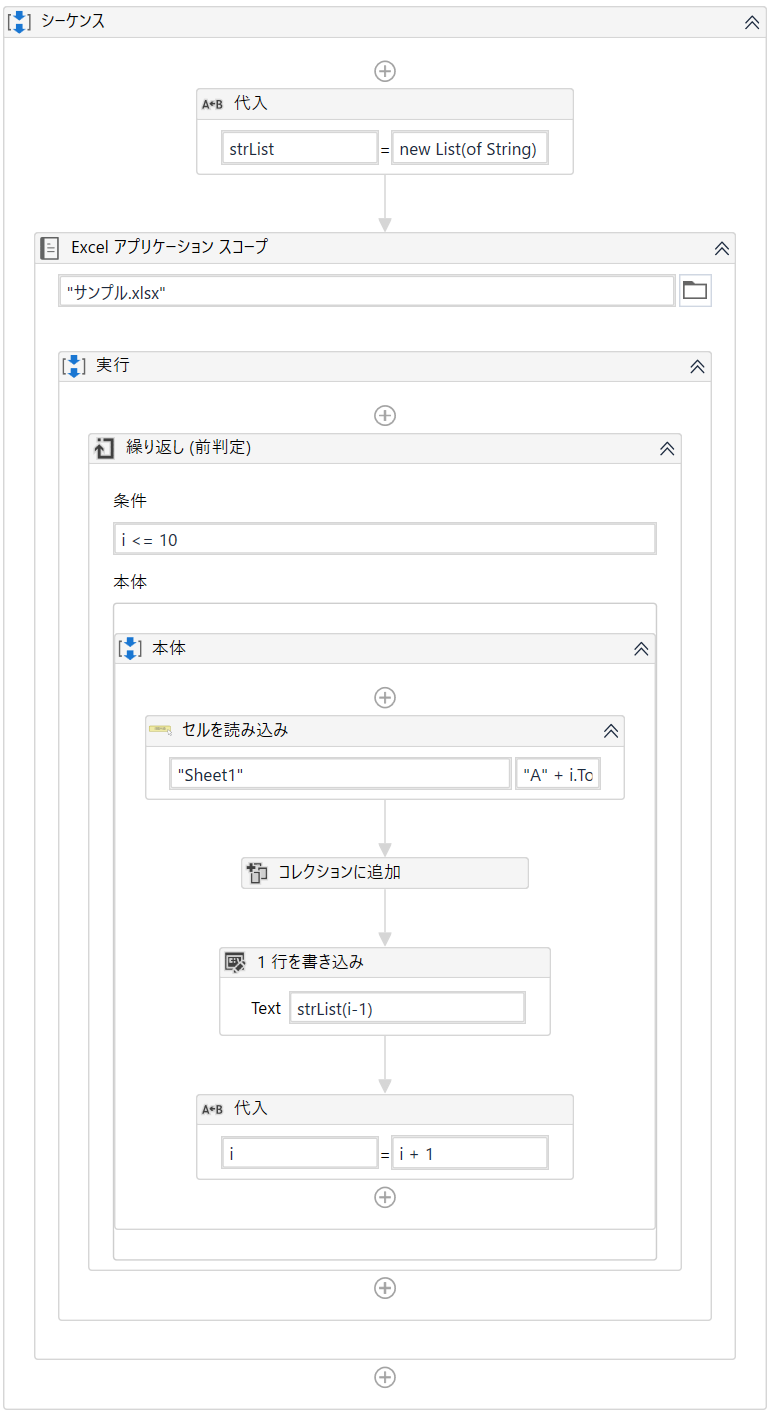 シーケンス
代入
strList = new List(of String)
Excel アプリケーション スコープ
"サンプル.xlsx"
実行
繰り返し (前判定)
条件
i <= 10
本体
本体
セルを読み込み
"Sheet1" "A" + i.To
コレクションに追加
1 行を書き込み
Text strList(i-1)
代入
i = i + 1